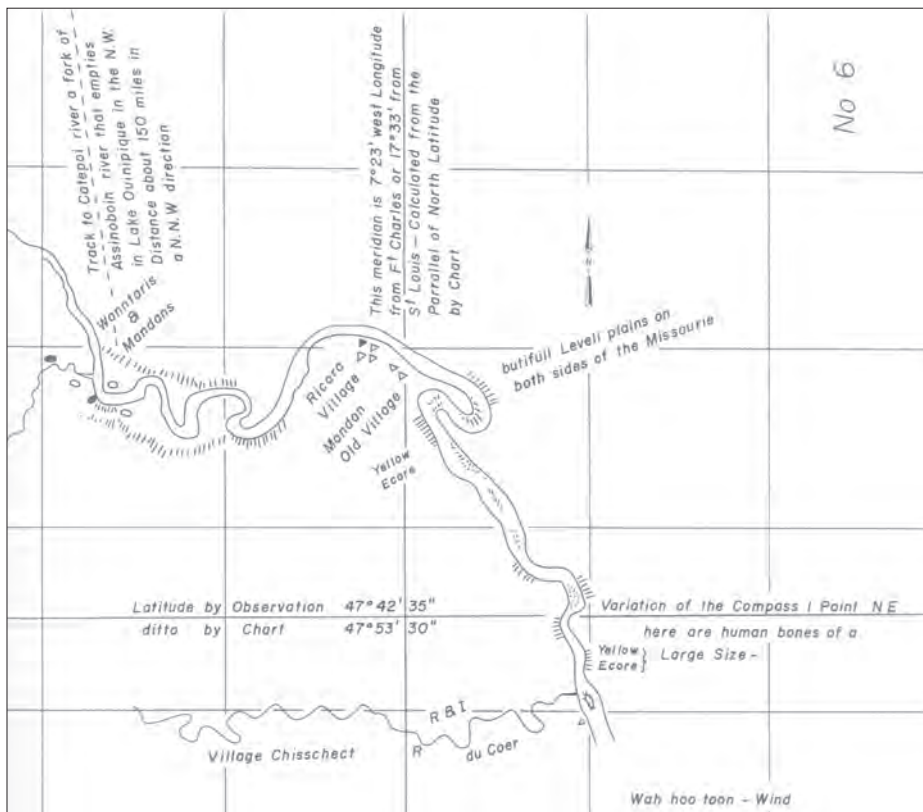 No 6
Track to Catepoi river a fork of
Assinoboin river that empties
in Lake Ouinipique in the N.W.
Distance about 150 miles in
a N.N.W. direction
This meridian is 7°23' west Longitude
from Ft Charles or 17°33' from
St Louis – Calculated from the
Parrallel of North Latitude
by Chart
Wanntaris
&
Mandans
butifull Levell plains on
both sides of the Missourie
Ricara
Village
Mandan
Old Village
Yellow
Ecore
Latitude by Observation 47°42' 35"
ditto by Chart 47°53' 30"
Variation of the Compass 1 Point NE
here are human bones of a
Large Size –
Yellow
Ecore
R B I
Village Chisschect R du Coer
Wah hoo toon – Wind